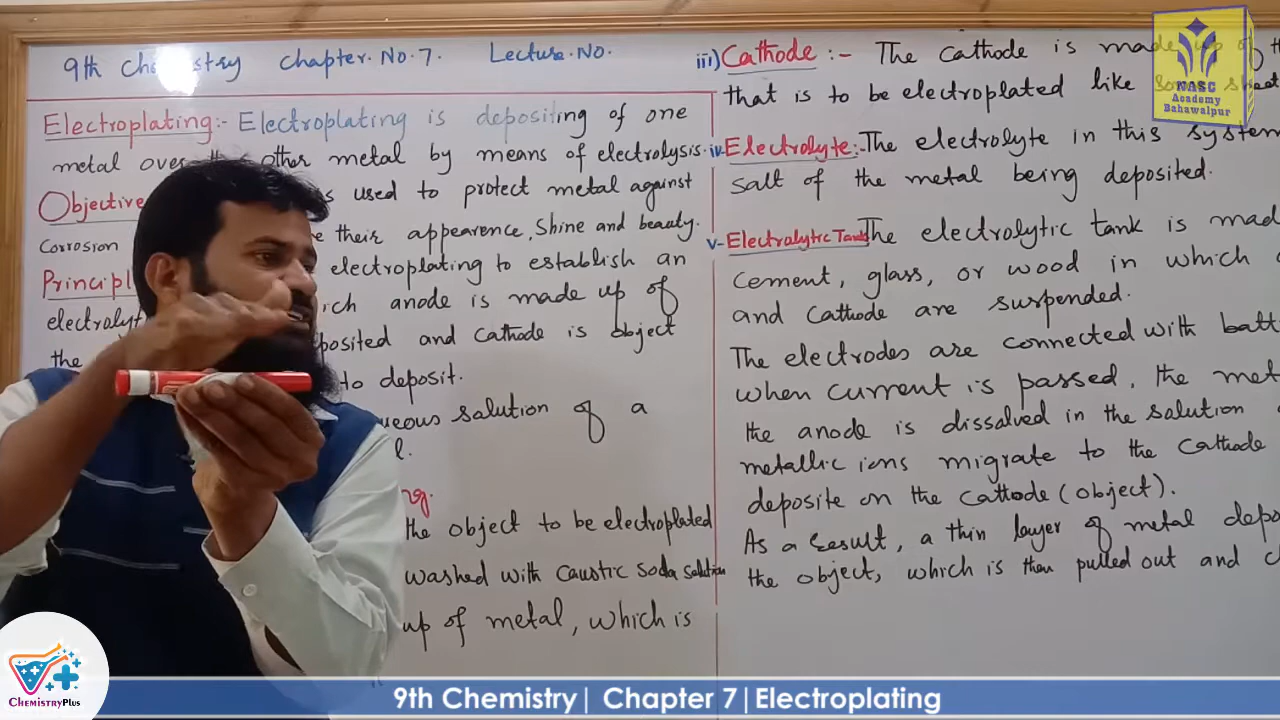 9th Chemistry Chapter. No. 7. Lecture. No.
Electroplating:- Electroplating is depositing of one
metal over the other metal by means of electrolysis.
Objective used to protect metal against
Corrosion their appearence, Shine and beauty.
Princip electroplating to establish an
electrolyt anode is made up of
the posited and Cathode is object
to deposit.
solution of a
the object to be electroplated
washed with caustic soda solution
up of metal, which is
iii) Cathode :- The cathode is made up of
that is to be electroplated like
iv- Electrolyte:- The electrolyte in this system
salt of the metal being deposited.
v- Electrolytic Tank The electrolytic tank is mad
cement, glass, or wood in which
and cathode are suspended.
The electrodes are connected with batt
when current is passed, the met
the anode is dissalved in the salution
metallic ions migrate to the cathode
deposite on the cathode (object).
As a result, a thin layer of metal depo
the object, which is then pulled out and c
NASC
Academy
Bahawalpur
ChemistryPlus
9th Chemistry| Chapter 7|Electroplating